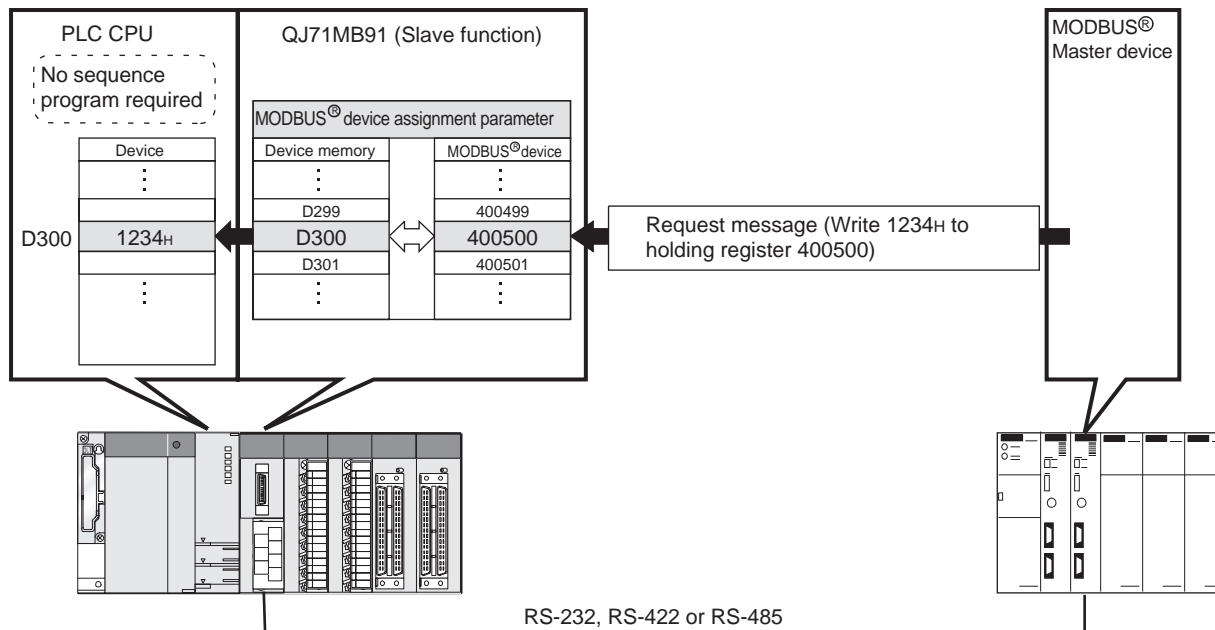 PLC CPU
No sequence
program required
Device
D300
1234H
QJ71MB91 (Slave function)
MODBUS® device assignment parameter
Device memory
MODBUS® device
D299
400499
D300
400500
D301
400501
Request message (Write 1234H to
holding register 400500)
MODBUS®
Master device
RS-232, RS-422 or RS-485